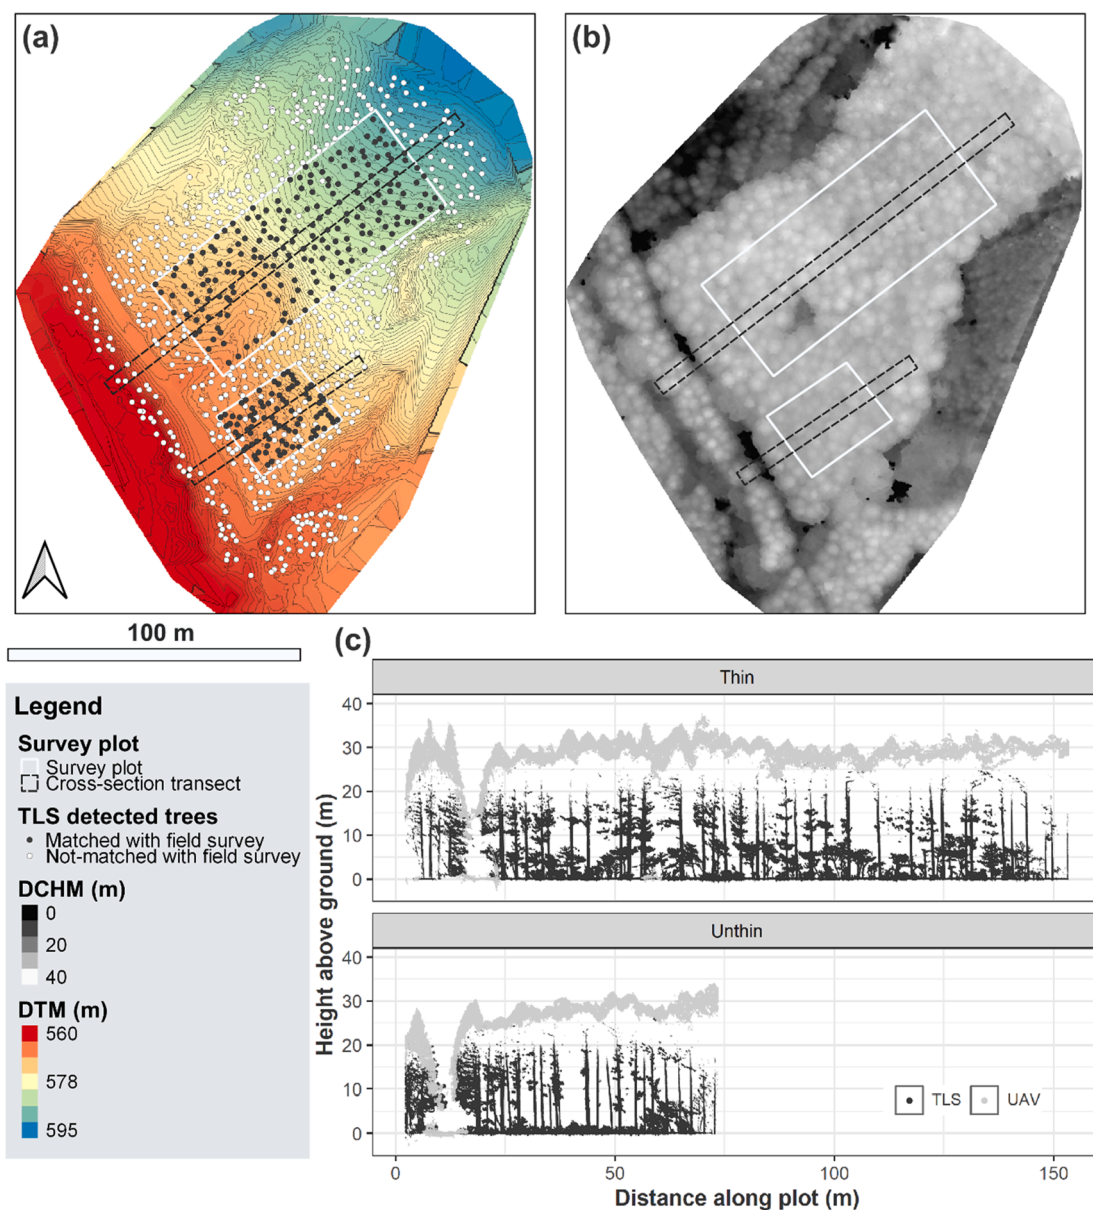 (a)
(b)
100 m
(c)
Legend
Survey plot
Survey plot
Cross-section transect
TLS detected trees
Matched with field survey
Not-matched with field survey
DCHM (m)
0
20
40
DTM (m)
560
578
595
Thin
40
30
20
10
0
Unthin
40
30
20
10
0
Height above ground (m)
TLS
UAV
0
50
100
150
Distance along plot (m)